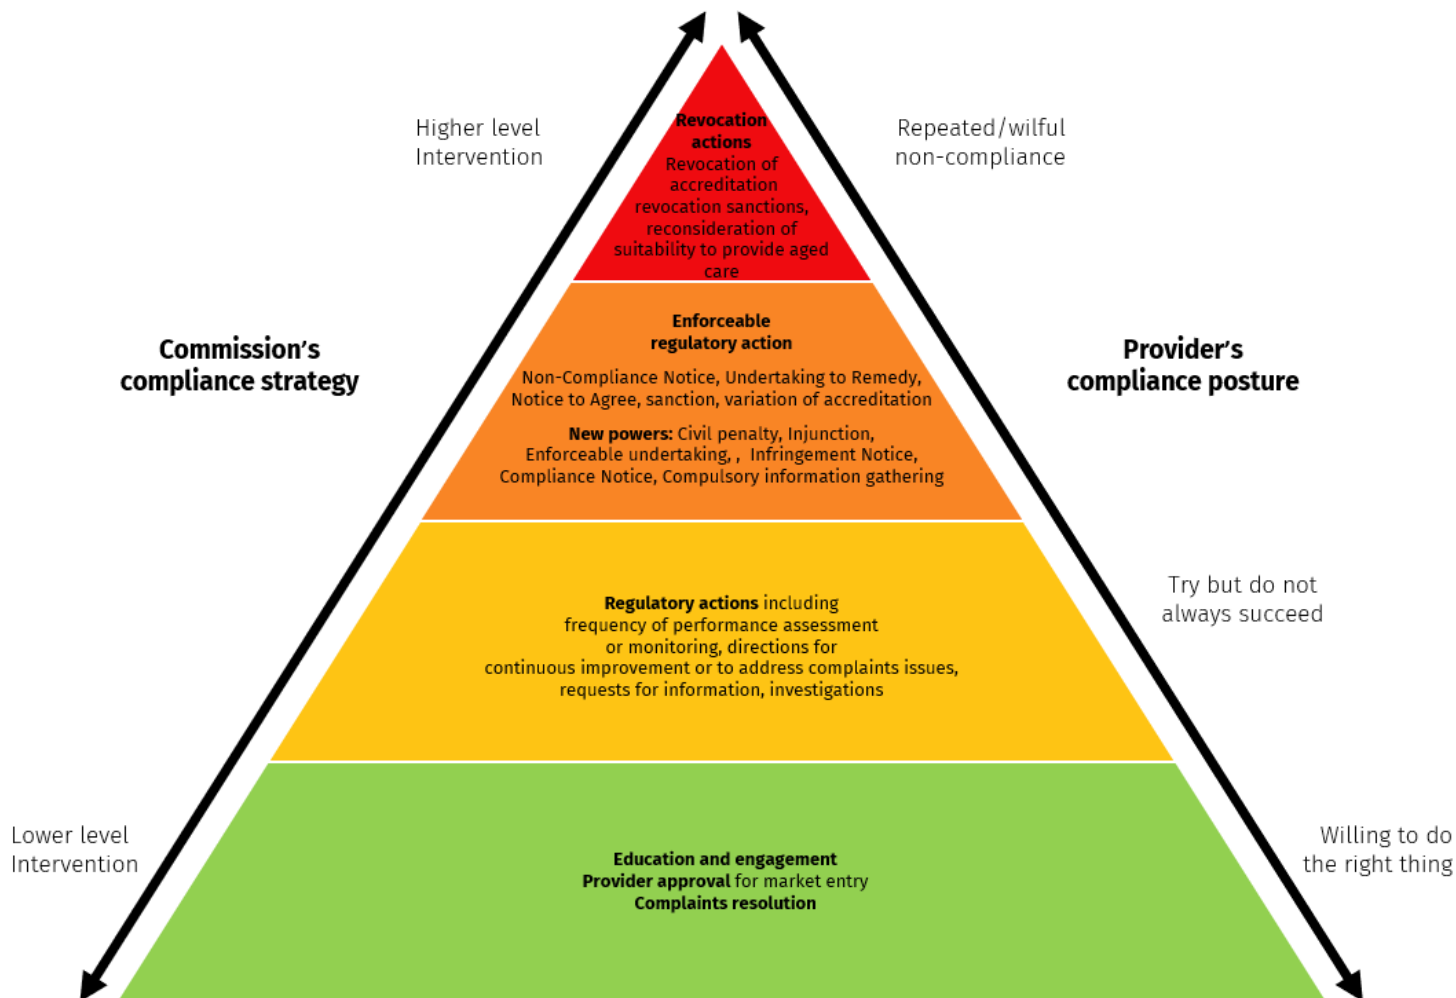 Higher level
Intervention
Repeated/wilful
non-compliance
Revocation
actions
Revocation of
accreditation
revocation sanctions,
reconsideration of
suitability to provide aged
care
Commission’s
compliance strategy
Provider’s
compliance posture
Enforceable
regulatory action
Non-Compliance Notice, Undertaking to Remedy,
Notice to Agree, sanction, variation of accreditation
New powers: Civil penalty, Injunction,
Enforceable undertaking, , Infringement Notice,
Compliance Notice, Compulsory information gathering
Try but do not
always succeed
Regulatory actions including
frequency of performance assessment
or monitoring, directions for
continuous improvement or to address complaints issues,
requests for information, investigations
Lower level
Intervention
Willing to do
the right thing
Education and engagement
Provider approval for market entry
Complaints resolution